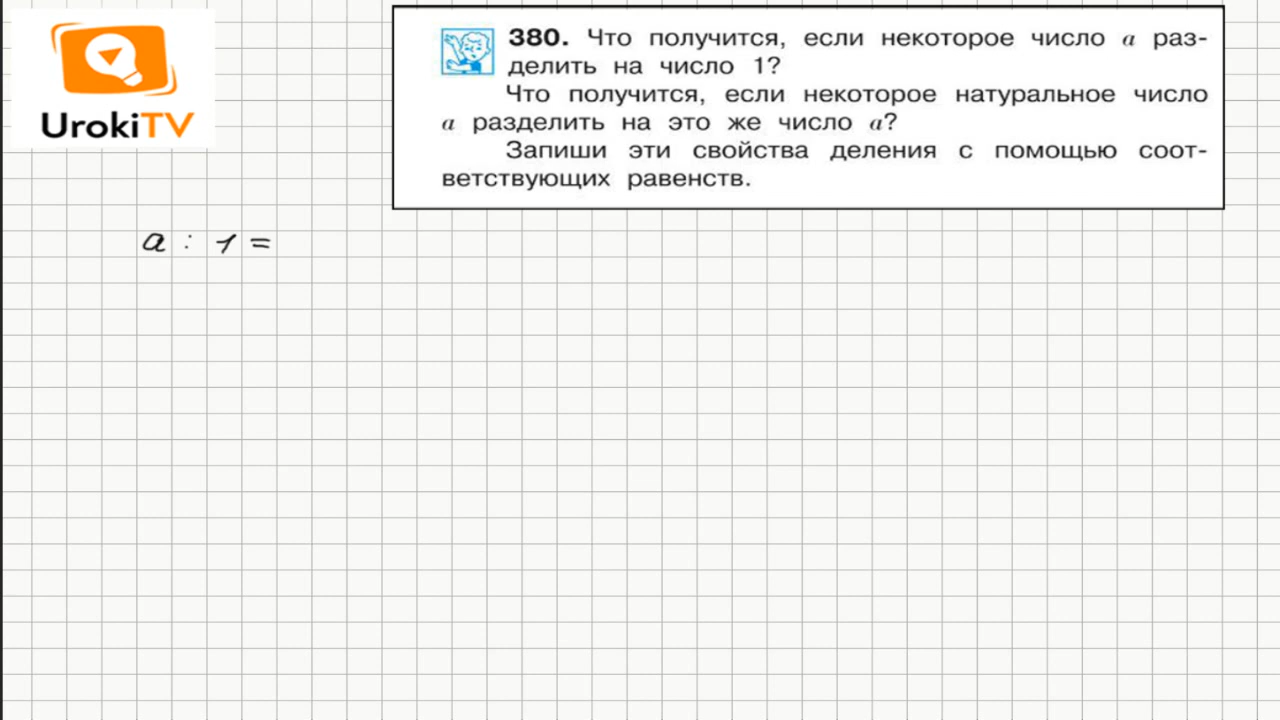 UrokiTV
380. Что получится, если некоторое число a раз-
делить на число 1?
Что получится, если некоторое натуральное число
a разделить на это же число a?
Запиши эти свойства деления с помощью соот-
ветствующих равенств.
a : 1 =